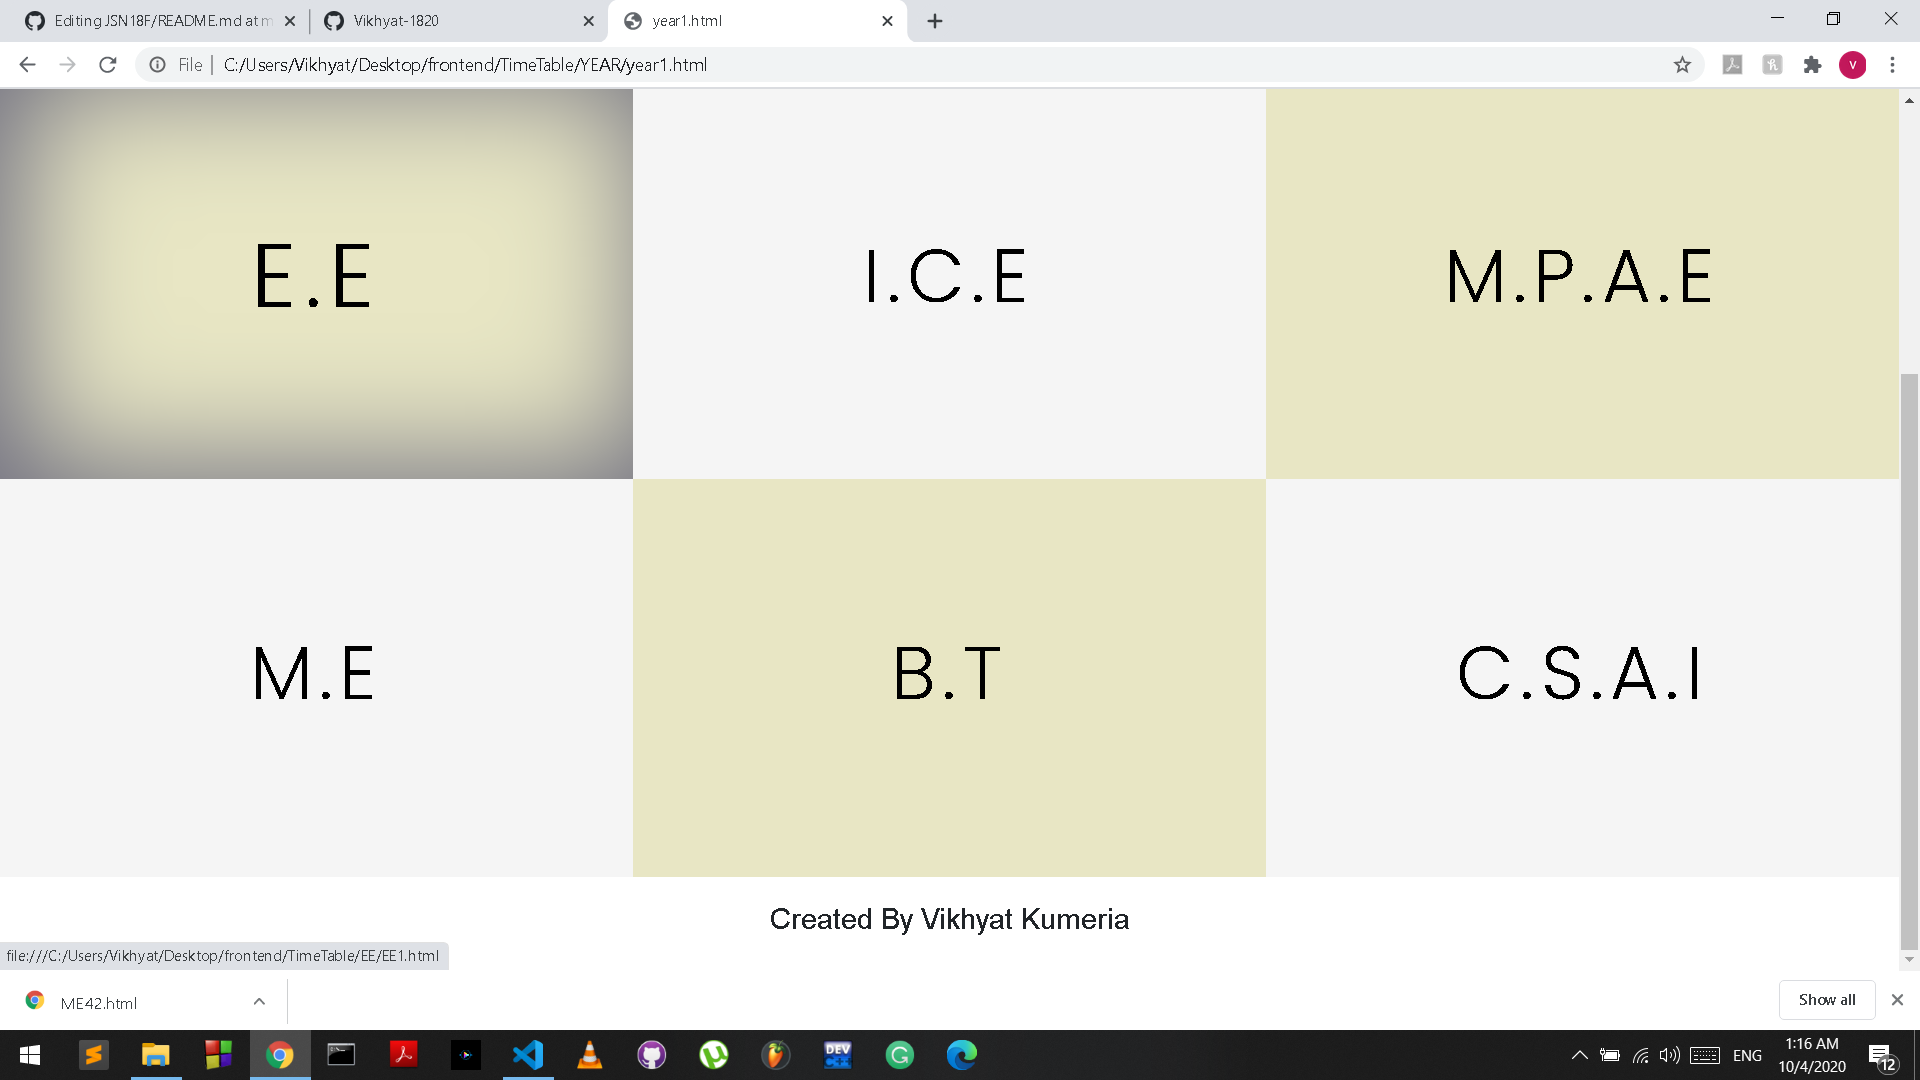 Editing JSN18F/README.md at m
Vikhyat-1820
year1.html
File
C:/Users/Vikhyat/Desktop/frontend/TimeTable/YEAR/year1.html
V
E.E
I.C.E
M.P.A.E
M.E
B.T
C.S.A.I
Created By Vikhyat Kumeria
file:///C:/Users/Vikhyat/Desktop/frontend/TimeTable/EE/EE1.html
ME42.html
Show all
DEV
ENG
1:16 AM
10/4/2020
12